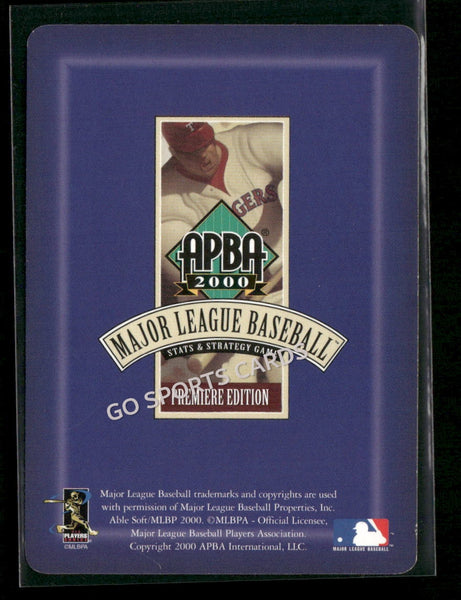 T
GERS
APBA®
2000
MAJOR LEAGUE BASEBALL™
STATS & STRATEGY GAME
GO SPORTS CARDS
PREMIERE EDITION
Major League Baseball trademarks and copyrights are used
with permission of Major League Baseball Properties, Inc.
Able Soft/MLBP 2000. ©MLBPA - Official Licensee,
Major League Baseball Players Association.
Copyright 2000 APBA International, LLC.
PLAYERS
©MLBPA
MAJOR LEAGUE BASEBALL